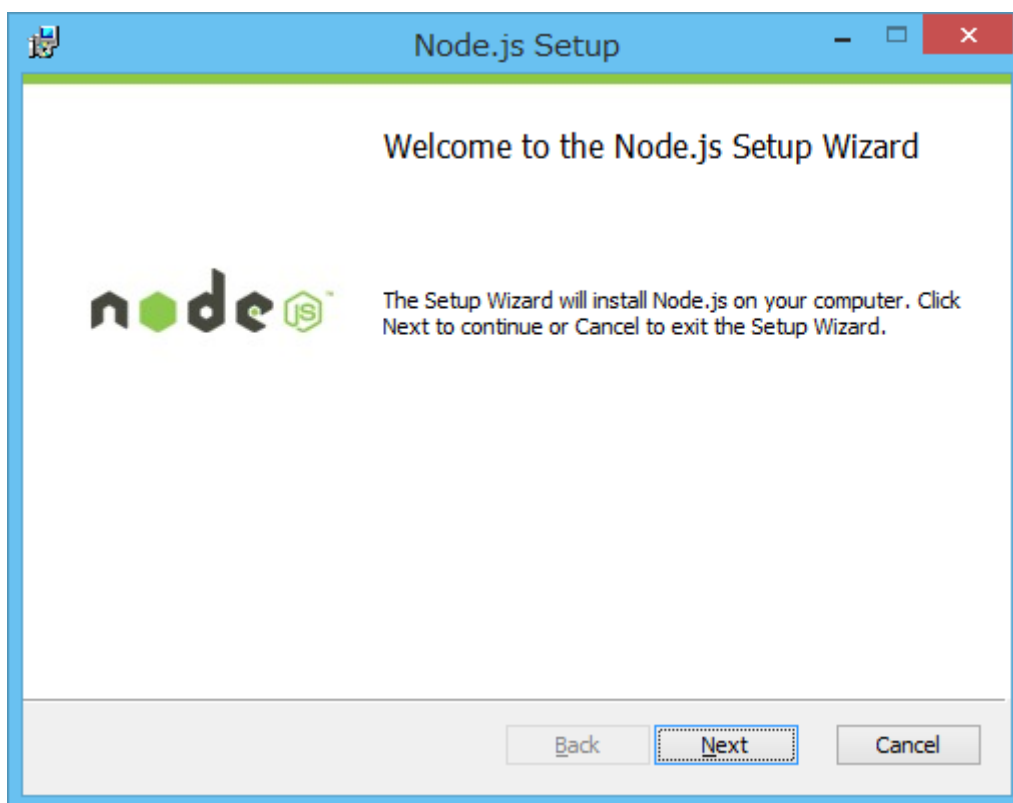 Node.js Setup
Welcome to the Node.js Setup Wizard
node JS™
The Setup Wizard will install Node.js on your computer. Click
Next to continue or Cancel to exit the Setup Wizard.
Back Next Cancel